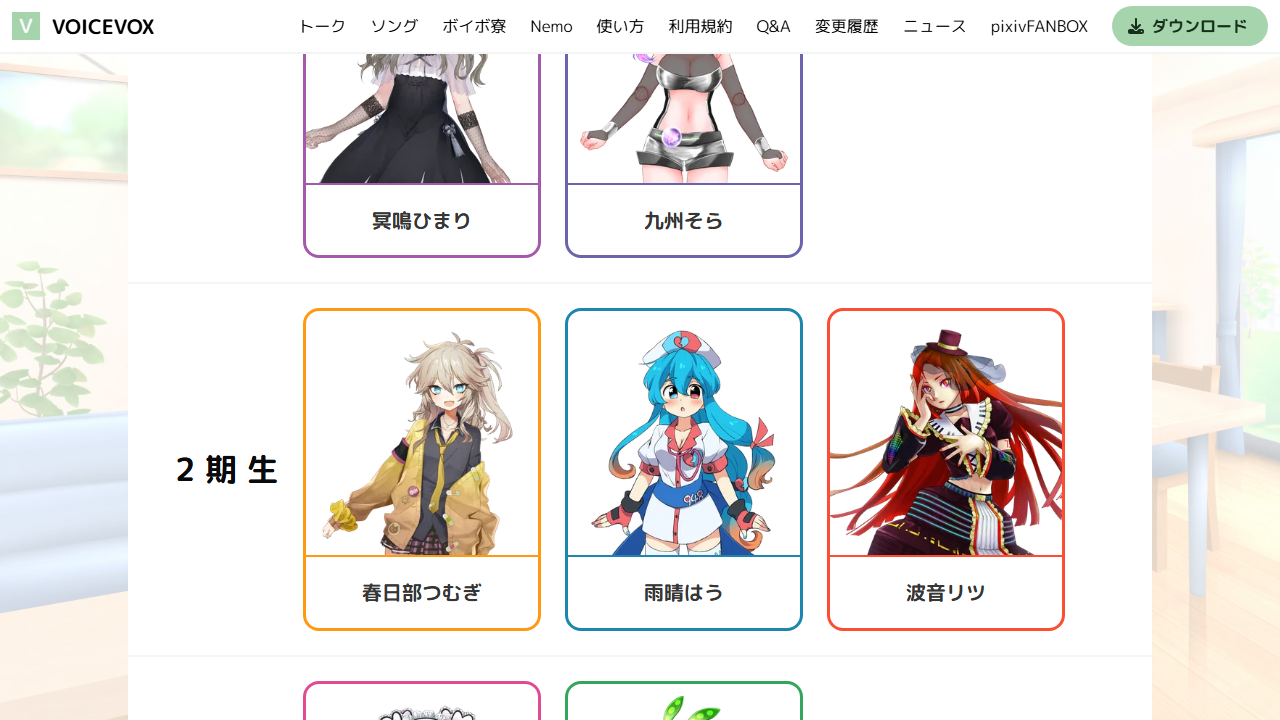 V VOICEVOX トーク ソング ボイボ寮 Nemo 使い方 利用規約 Q&A 変更履歴 ニュース pixivFANBOX ダウンロード
冥鳴ひまり 九州そら
2期生
春日部つむぎ 雨晴はう 波音リツ